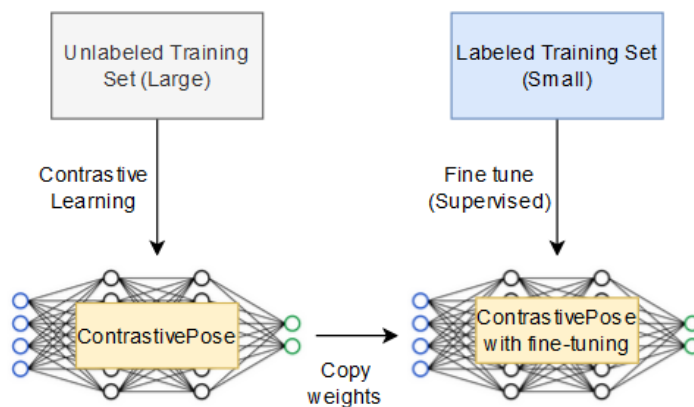 Unlabeled Training
Set (Large)
Labeled Training Set
(Small)
Contrastive
Learning
Fine tune
(Supervised)
ContrastivePose
Copy
weights
ContrastivePose
with fine-tuning